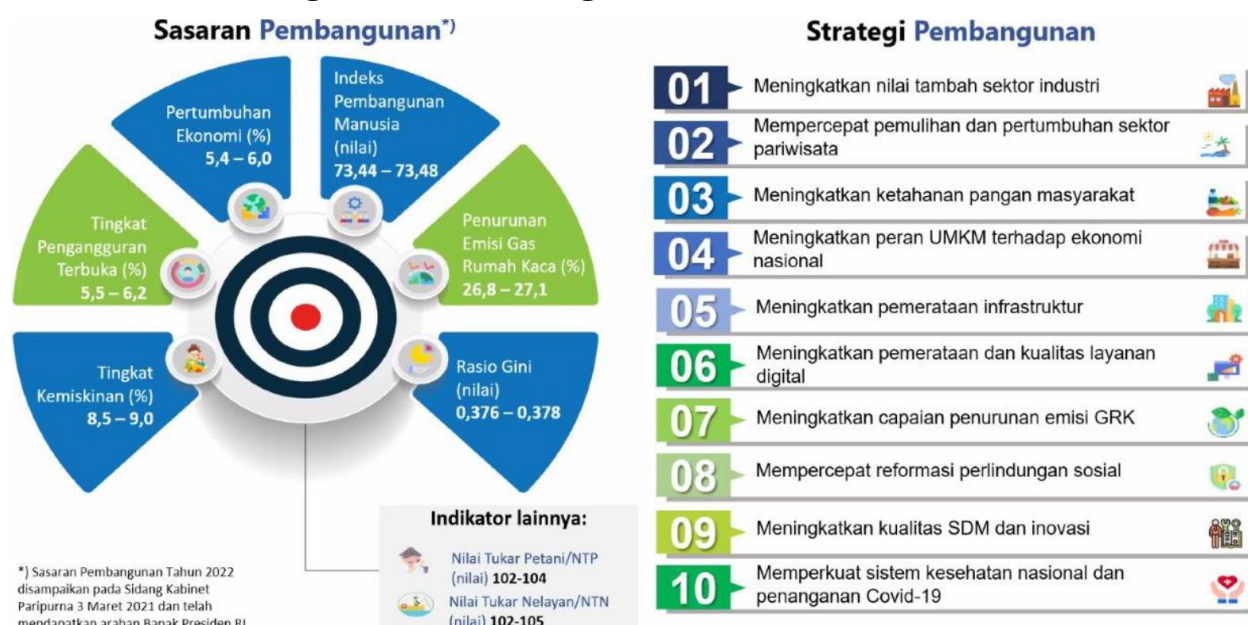 Sasaran Pembangunan*)
Pertumbuhan
Ekonomi (%)
5,4 – 6,0
Indeks
Pembangunan
Manusia
(nilai)
73,44 – 73,48
Tingkat
Pengangguran
Terbuka (%)
5,5 – 6,2
Penurunan
Emisi Gas
Rumah Kaca (%)
26,8 – 27,1
Tingkat
Kemiskinan (%)
8,5 – 9,0
Rasio Gini
(nilai)
0,376 – 0,378
Indikator lainnya:
Nilai Tukar Petani/NTP
(nilai) 102-104
Nilai Tukar Nelayan/NTN
(nilai) 102-105
*) Sasaran Pembangunan Tahun 2022
disampaikan pada Sidang Kabinet
Paripurna 3 Maret 2021 dan telah
mendapatkan arahan Bapak Presiden RI
Strategi Pembangunan
01 Meningkatkan nilai tambah sektor industri
02 Mempercepat pemulihan dan pertumbuhan sektor
pariwisata
03 Meningkatkan ketahanan pangan masyarakat
04 Meningkatkan peran UMKM terhadap ekonomi
nasional
05 Meningkatkan pemerataan infrastruktur
06 Meningkatkan pemerataan dan kualitas layanan
digital
07 Meningkatkan capaian penurunan emisi GRK
08 Mempercepat reformasi perlindungan sosial
09 Meningkatkan kualitas SDM dan inovasi
10 Memperkuat sistem kesehatan nasional dan
penanganan Covid-19